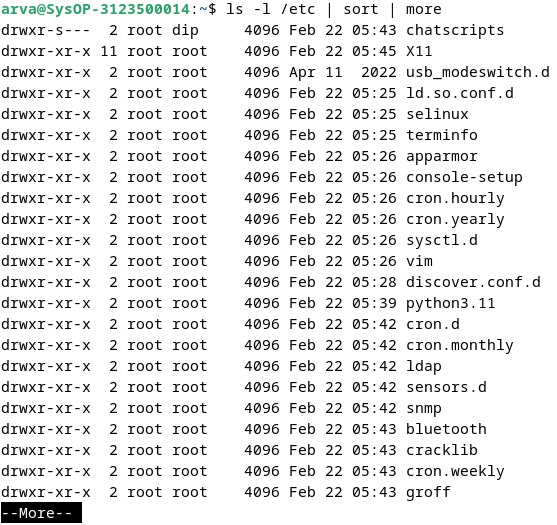 arva@SysOP-3123500014:~$ ls -l /etc | sort | more
drwxr-s---  2 root dip     4096 Feb 22 05:43 chatscripts
drwxr-xr-x 11 root root    4096 Feb 22 05:45 X11
drwxr-xr-x  2 root root    4096 Apr 11  2022 usb_modeswitch.d
drwxr-xr-x  2 root root    4096 Feb 22 05:25 ld.so.conf.d
drwxr-xr-x  2 root root    4096 Feb 22 05:25 selinux
drwxr-xr-x  2 root root    4096 Feb 22 05:25 terminfo
drwxr-xr-x  2 root root    4096 Feb 22 05:26 apparmor
drwxr-xr-x  2 root root    4096 Feb 22 05:26 console-setup
drwxr-xr-x  2 root root    4096 Feb 22 05:26 cron.hourly
drwxr-xr-x  2 root root    4096 Feb 22 05:26 cron.yearly
drwxr-xr-x  2 root root    4096 Feb 22 05:26 sysctl.d
drwxr-xr-x  2 root root    4096 Feb 22 05:26 vim
drwxr-xr-x  2 root root    4096 Feb 22 05:28 discover.conf.d
drwxr-xr-x  2 root root    4096 Feb 22 05:39 python3.11
drwxr-xr-x  2 root root    4096 Feb 22 05:42 cron.d
drwxr-xr-x  2 root root    4096 Feb 22 05:42 cron.monthly
drwxr-xr-x  2 root root    4096 Feb 22 05:42 ldap
drwxr-xr-x  2 root root    4096 Feb 22 05:42 sensors.d
drwxr-xr-x  2 root root    4096 Feb 22 05:42 snmp
drwxr-xr-x  2 root root    4096 Feb 22 05:43 bluetooth
drwxr-xr-x  2 root root    4096 Feb 22 05:43 cracklib
drwxr-xr-x  2 root root    4096 Feb 22 05:43 cron.weekly
drwxr-xr-x  2 root root    4096 Feb 22 05:43 groff
--More--